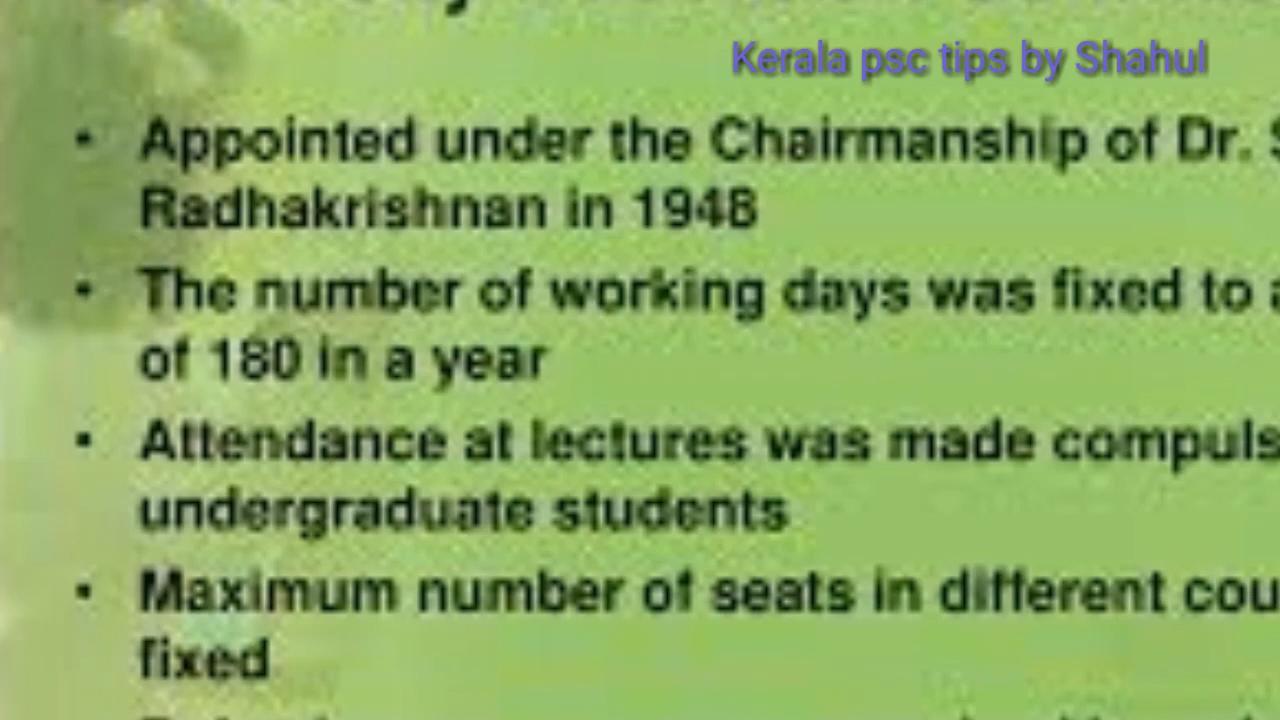 Kerala psc tips by Shahul
• Appointed under the Chairmanship of Dr.
Radhakrishnan in 1948
• The number of working days was fixed to
of 180 in a year
• Attendance at lectures was made
undergraduate students
• Maximum number of seats in different
fixed